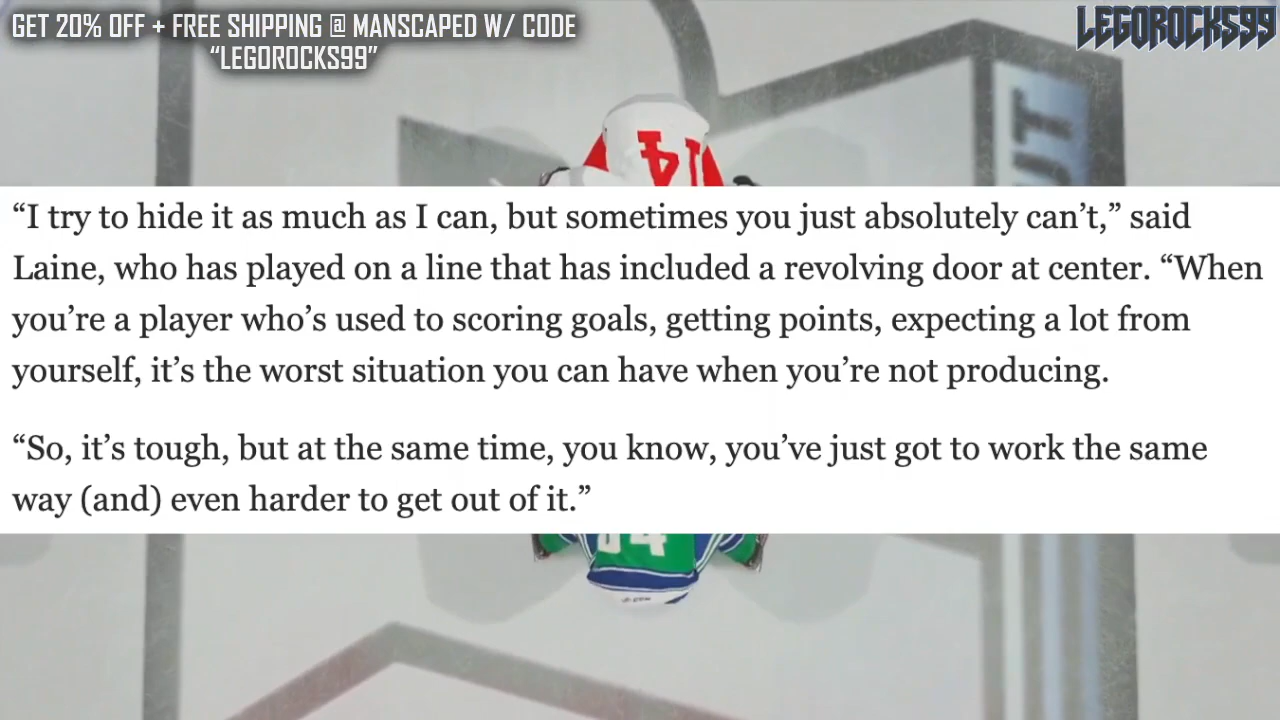 GET 20% OFF + FREE SHIPPING @ MANSCAPED W/ CODE
“LEGOROCKS99”
LEGOROCKS99
UT
14
“I try to hide it as much as I can, but sometimes you just absolutely can’t,” said
Laine, who has played on a line that has included a revolving door at center. “When
you’re a player who’s used to scoring goals, getting points, expecting a lot from
yourself, it’s the worst situation you can have when you’re not producing.
“So, it’s tough, but at the same time, you know, you’ve just got to work the same
way (and) even harder to get out of it.”